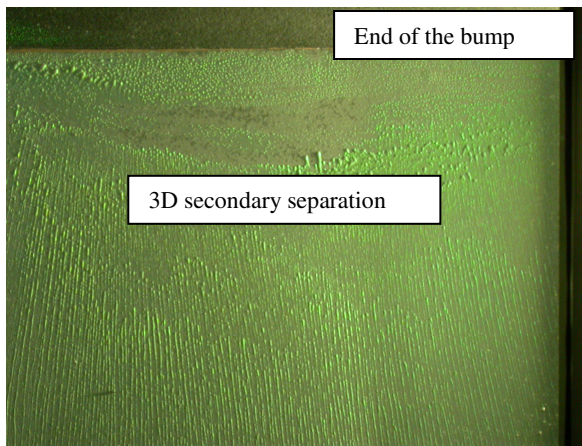 End of the bump
3D secondary separation